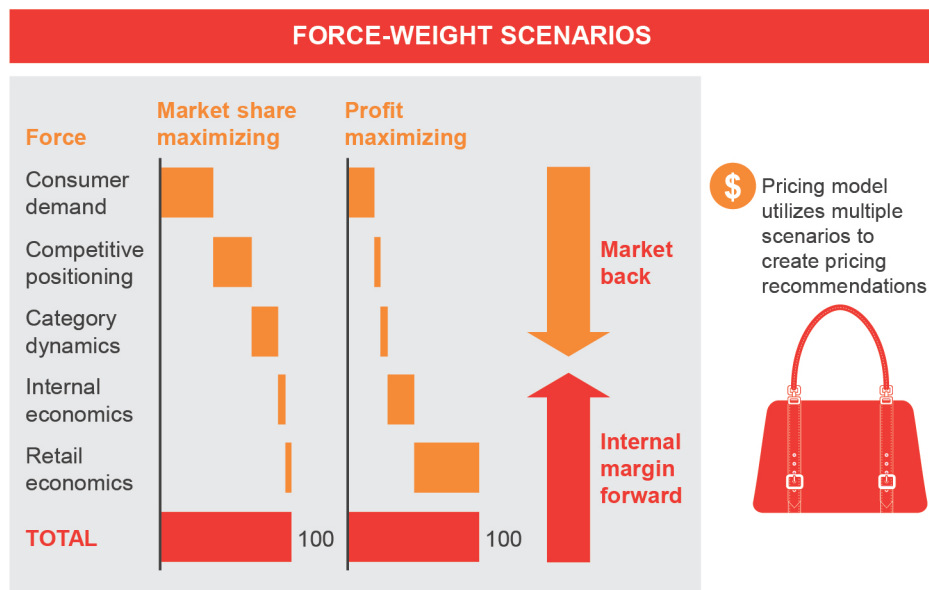 FORCE-WEIGHT SCENARIOS
Force
Market share
maximizing
Profit
maximizing
Consumer
demand
Competitive
positioning
Category
dynamics
Internal
economics
Retail
economics
TOTAL
100
100
Market
back
Internal
margin
forward
$
Pricing model
utilizes multiple
scenarios to
create pricing
recommendations